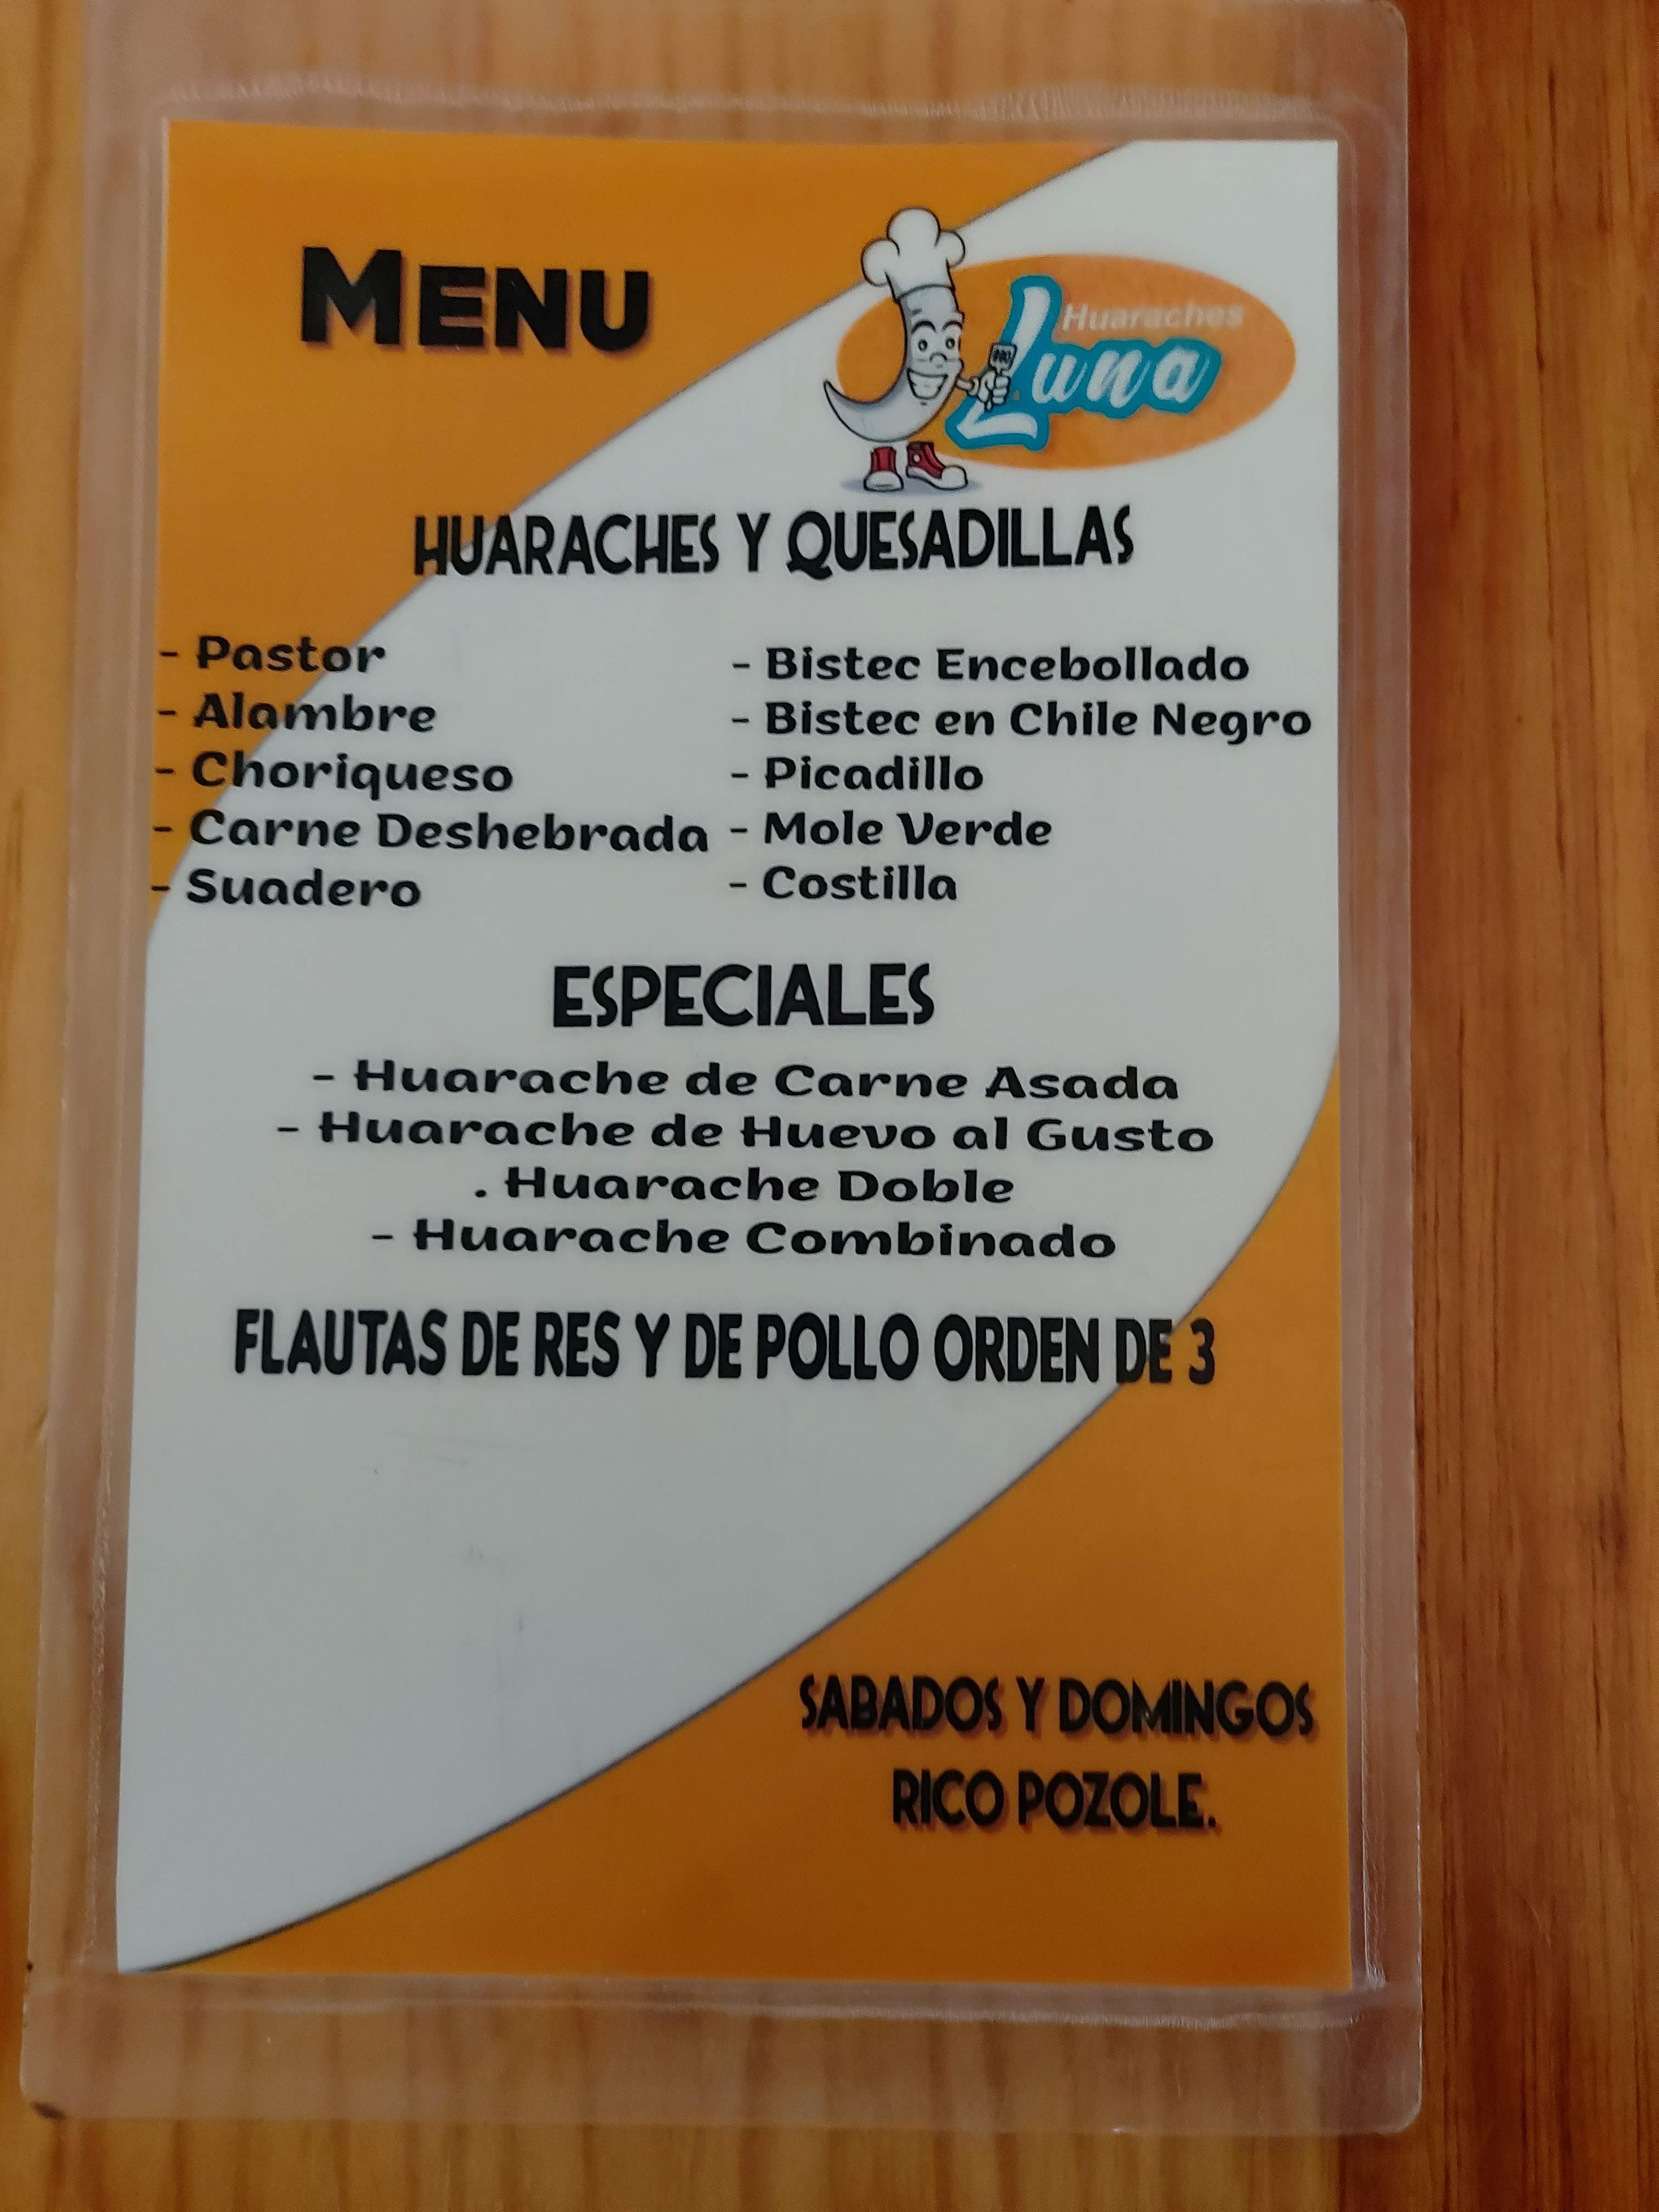 MENU
Huaraches
Luna
HUARACHES Y QUESADILLAS
- Pastor
- Alambre
- Choriqueso
- Carne Deshebrada
- Suadero
- Bistec Encebollado
- Bistec en Chile Negro
- Picadillo
- Mole Verde
- Costilla
ESPECIALES
- Huarache de Carne Asada
- Huarache de Huevo al Gusto
. Huarache Doble
- Huarache Combinado
FLAUTAS DE RES Y DE POLLO ORDEN DE 3
SABADOS Y DOMINGOS
RICO POZOLE.